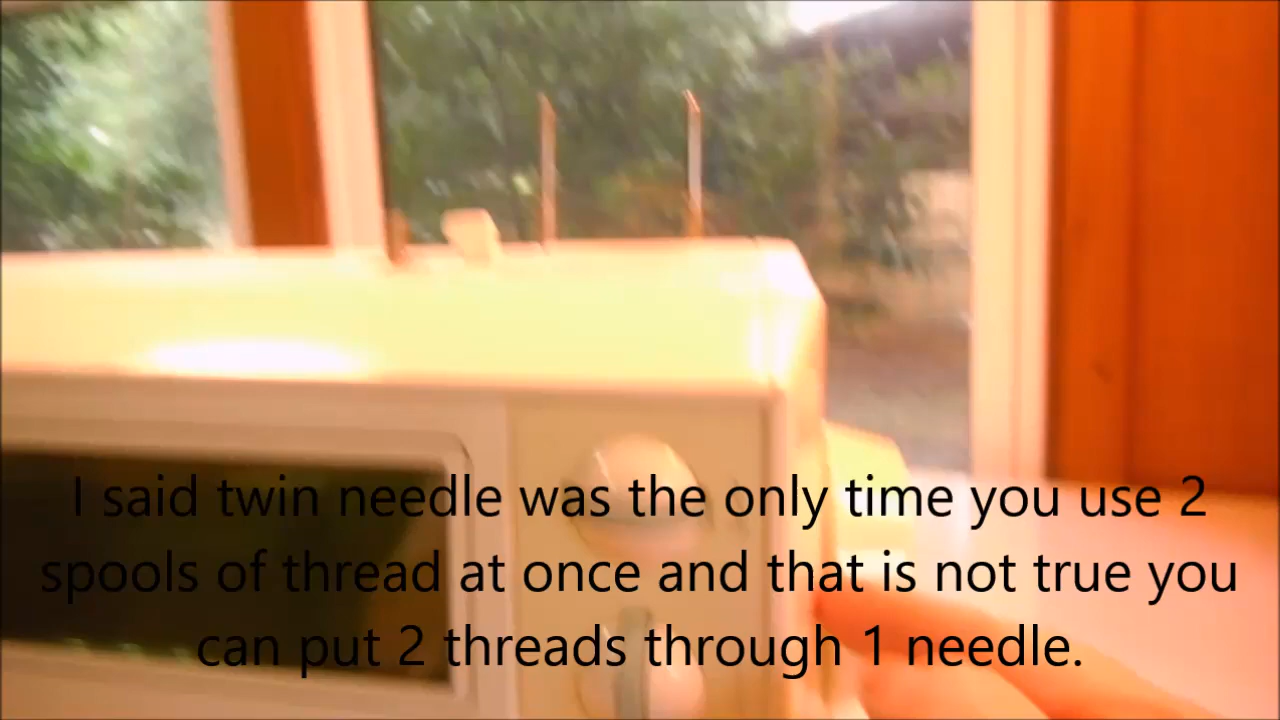 I said twin needle was the only time you use 2
spools of thread at once and that is not true you
can put 2 threads through 1 needle.